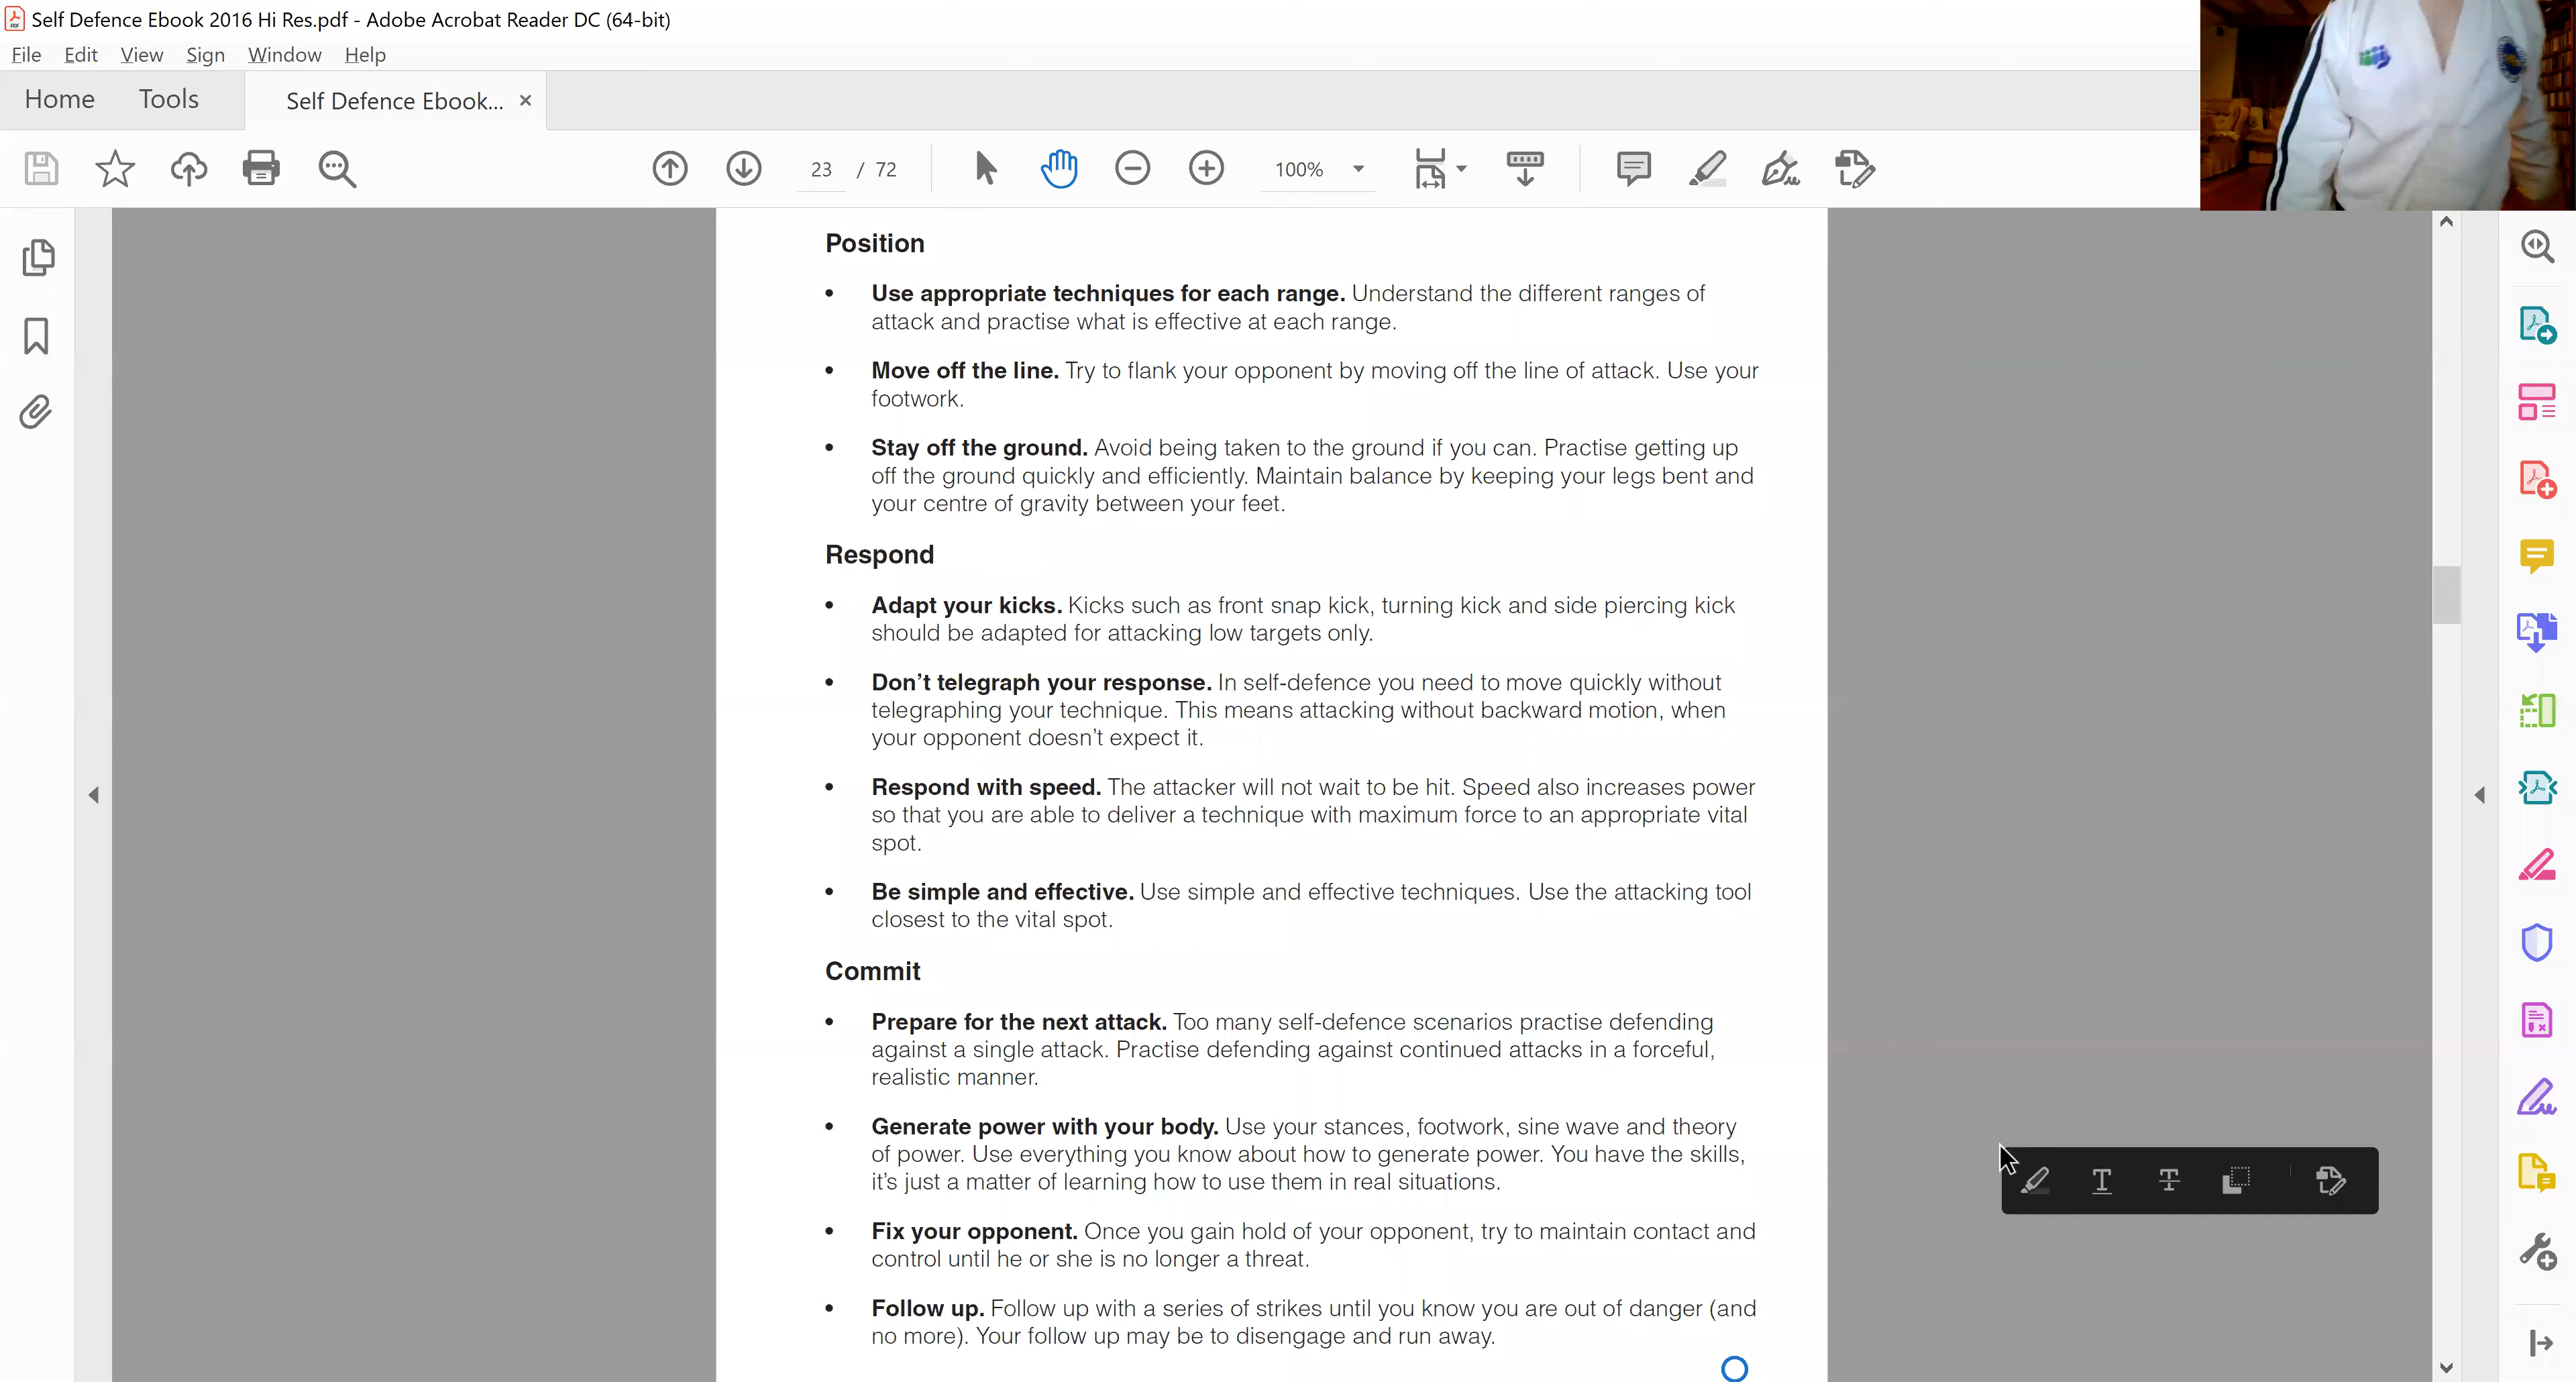 Self Defence Ebook 2016 Hi Res.pdf - Adobe Acrobat Reader DC (64-bit)
File Edit View Sign Window Help
Home Tools Self Defence Ebook... ×
23 / 72 100%
Position
• Use appropriate techniques for each range. Understand the different ranges of
attack and practise what is effective at each range.
• Move off the line. Try to flank your opponent by moving off the line of attack. Use your
footwork.
• Stay off the ground. Avoid being taken to the ground if you can. Practise getting up
off the ground quickly and efficiently. Maintain balance by keeping your legs bent and
your centre of gravity between your feet.
Respond
• Adapt your kicks. Kicks such as front snap kick, turning kick and side piercing kick
should be adapted for attacking low targets only.
• Don't telegraph your response. In self-defence you need to move quickly without
telegraphing your technique. This means attacking without backward motion, when
your opponent doesn't expect it.
• Respond with speed. The attacker will not wait to be hit. Speed also increases power
so that you are able to deliver a technique with maximum force to an appropriate vital
spot.
• Be simple and effective. Use simple and effective techniques. Use the attacking tool
closest to the vital spot.
Commit
• Prepare for the next attack. Too many self-defence scenarios practise defending
against a single attack. Practise defending against continued attacks in a forceful,
realistic manner.
• Generate power with your body. Use your stances, footwork, sine wave and theory
of power. Use everything you know about how to generate power. You have the skills,
it's just a matter of learning how to use them in real situations.
• Fix your opponent. Once you gain hold of your opponent, try to maintain contact and
control until he or she is no longer a threat.
• Follow up. Follow up with a series of strikes until you know you are out of danger (and
no more). Your follow up may be to disengage and run away.